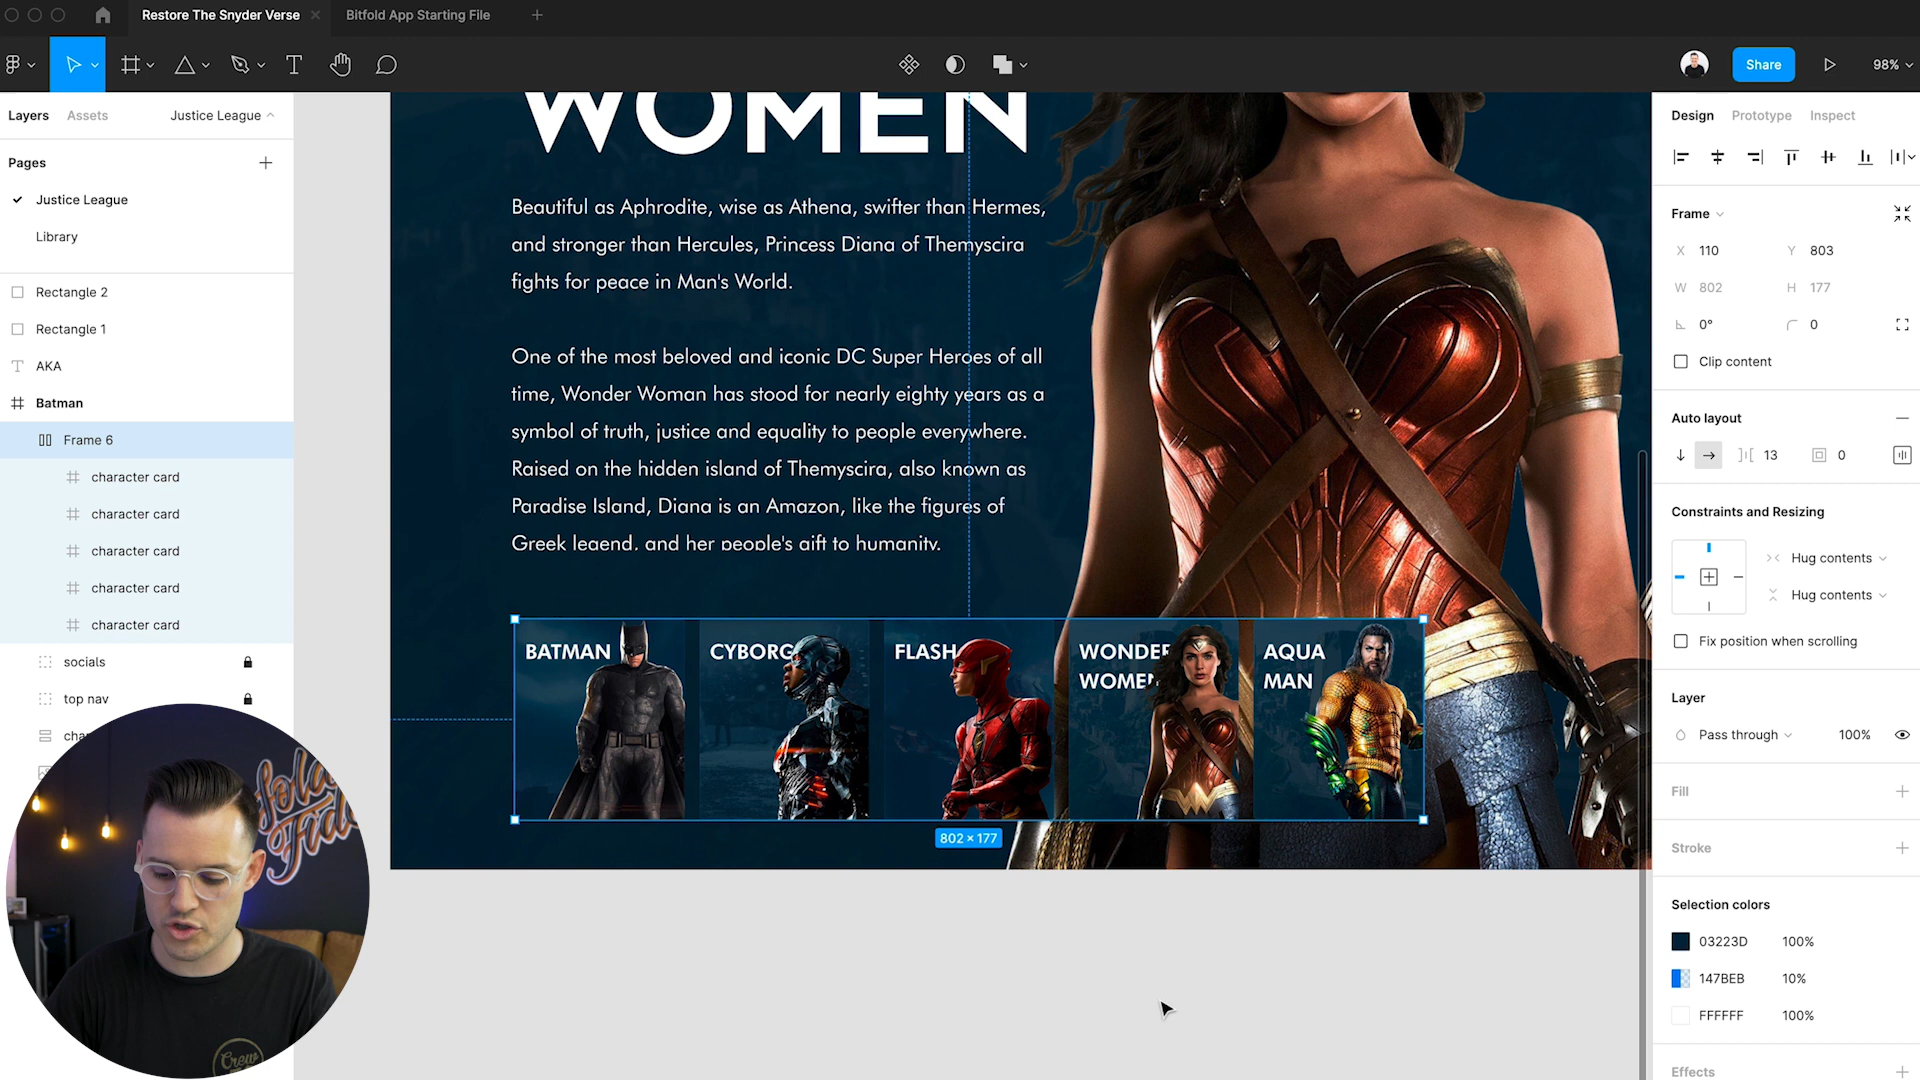 Restore The Snyder Verse
Bitfold App Starting File
Share
98%
Layers
Assets
Justice League
Pages
Justice League
Library
Rectangle 2
Rectangle 1
AKA
Batman
Frame 6
character card
character card
character card
character card
character card
socials
top nav
WOMEN
Beautiful as Aphrodite, wise as Athena, swifter than Hermes,
and stronger than Hercules, Princess Diana of Themyscira
fights for peace in Man's World.
One of the most beloved and iconic DC Super Heroes of all
time, Wonder Woman has stood for nearly eighty years as a
symbol of truth, justice and equality to people everywhere.
Raised on the hidden island of Themyscira, also known as
Paradise Island, Diana is an Amazon, like the figures of
Greek legend, and her people's gift to humanity.
BATMAN
CYBORG
FLASH
WONDER
WOMEN
AQUA
MAN
802 × 177
Design
Prototype
Inspect
Frame
X 110
Y 803
W 802
H 177
0°
0
Clip content
Auto layout
13
0
Constraints and Resizing
Hug contents
Hug contents
Fix position when scrolling
Layer
Pass through
100%
Fill
Stroke
Selection colors
03223D 100%
147BEB 10%
FFFFFF 100%
Effects
Crew